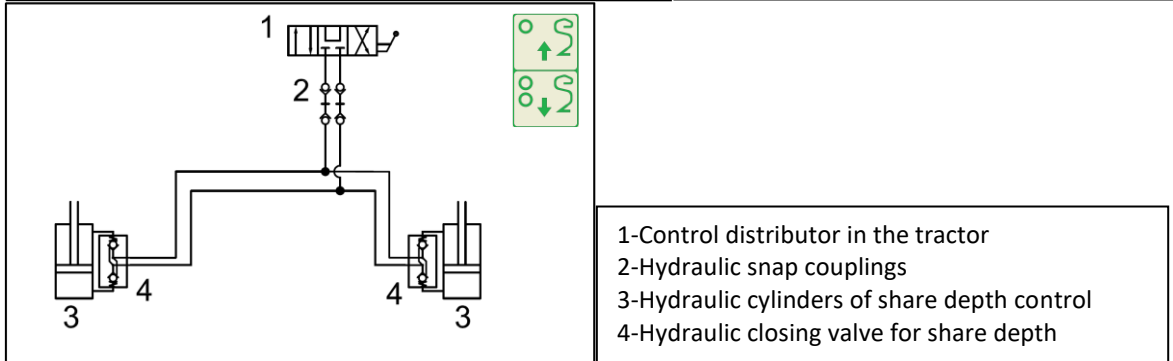 1
2
4
4
3
3
1-Control distributor in the tractor
2-Hydraulic snap couplings
3-Hydraulic cylinders of share depth control
4-Hydraulic closing valve for share depth